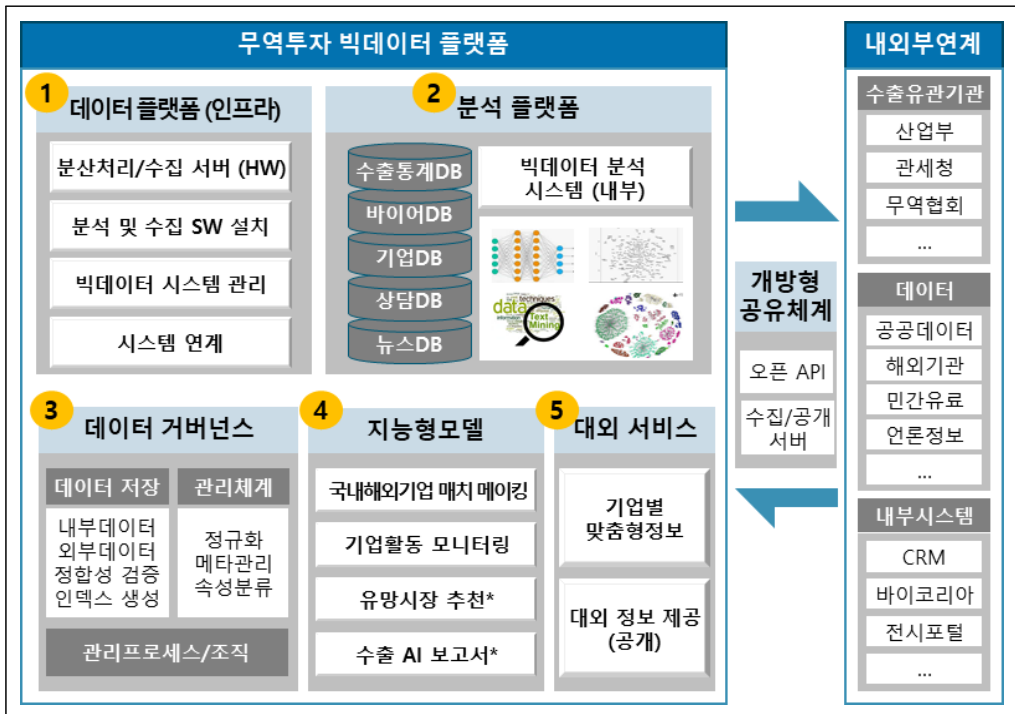 무역투자 빅데이터 플랫폼
1
데이터 플랫폼 (인프라)
분산처리/수집 서버 (HW)
분석 및 수집 SW 설치
빅데이터 시스템 관리
시스템 연계
2
분석 플랫폼
수출통계DB
바이어DB
기업DB
상담DB
뉴스DB
빅데이터 분석
시스템 (내부)
techniques
data
Text
Mining
3
데이터 거버넌스
데이터 저장
내부데이터
외부데이터
정합성 검증
인덱스 생성
관리체계
정규화
메타관리
속성분류
관리프로세스/조직
4
지능형모델
국내해외기업 매치 메이킹
기업활동 모니터링
유망시장 추천*
수출 AI 보고서*
5
대외 서비스
기업별
맞춤형정보
대외 정보 제공
(공개)
개방형
공유체계
오픈 API
수집/공개
서버
내외부연계
수출유관기관
산업부
관세청
무역협회
...
데이터
공공데이터
해외기관
민간유료
언론정보
...
내부시스템
CRM
바이코리아
전시포털
...